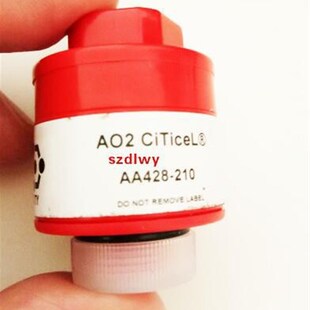 AO2 CiTiceL®
szdlwy
AA428-210
DO NOT REMOVE LABEL